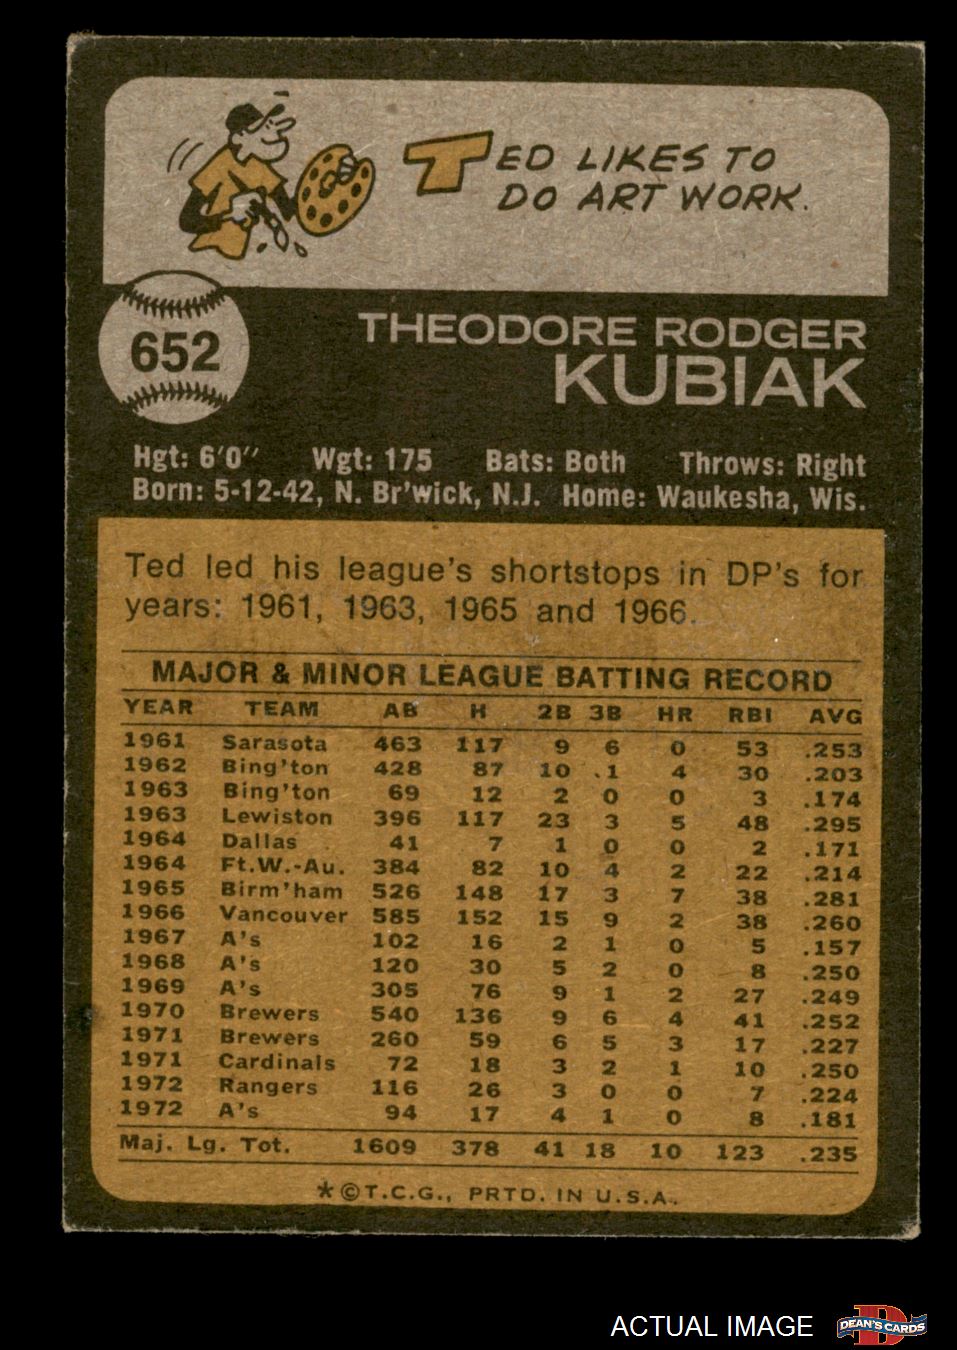 TED LIKES TO
DO ART WORK.
652
THEODORE RODGER
KUBIAK
Hgt: 6'0" Wgt: 175 Bats: Both Throws: Right
Born: 5-12-42, N. Br'wick, N.J. Home: Waukesha, Wis.
Ted led his league's shortstops in DP's for
years: 1961, 1963, 1965 and 1966.
MAJOR & MINOR LEAGUE BATTING RECORD
YEAR TEAM AB H 2B 3B HR RBI AVG
1961 Sarasota 463 117 9 6 0 53 .253
1962 Bing'ton 428 87 10 1 4 30 .203
1963 Bing'ton 69 12 2 0 0 3 .174
1963 Lewiston 396 117 23 3 5 48 .295
1964 Dallas 41 7 1 0 0 2 .171
1964 Ft.W.-Au. 384 82 10 4 2 22 .214
1965 Birm'ham 526 148 17 3 7 38 .281
1966 Vancouver 585 152 15 9 2 38 .260
1967 A's 102 16 2 1 0 5 .157
1968 A's 120 30 5 2 0 8 .250
1969 A's 305 76 9 1 2 27 .249
1970 Brewers 540 136 9 6 4 41 .252
1971 Brewers 260 59 6 5 3 17 .227
1971 Cardinals 72 18 3 2 1 10 .250
1972 Rangers 116 26 3 0 0 7 .224
1972 A's 94 17 4 1 0 8 .181
Maj. Lg. Tot. 1609 378 41 18 10 123 .235
*©T.C.G., PRTD. IN U.S.A.
ACTUAL IMAGE
DEAN'S CARDS